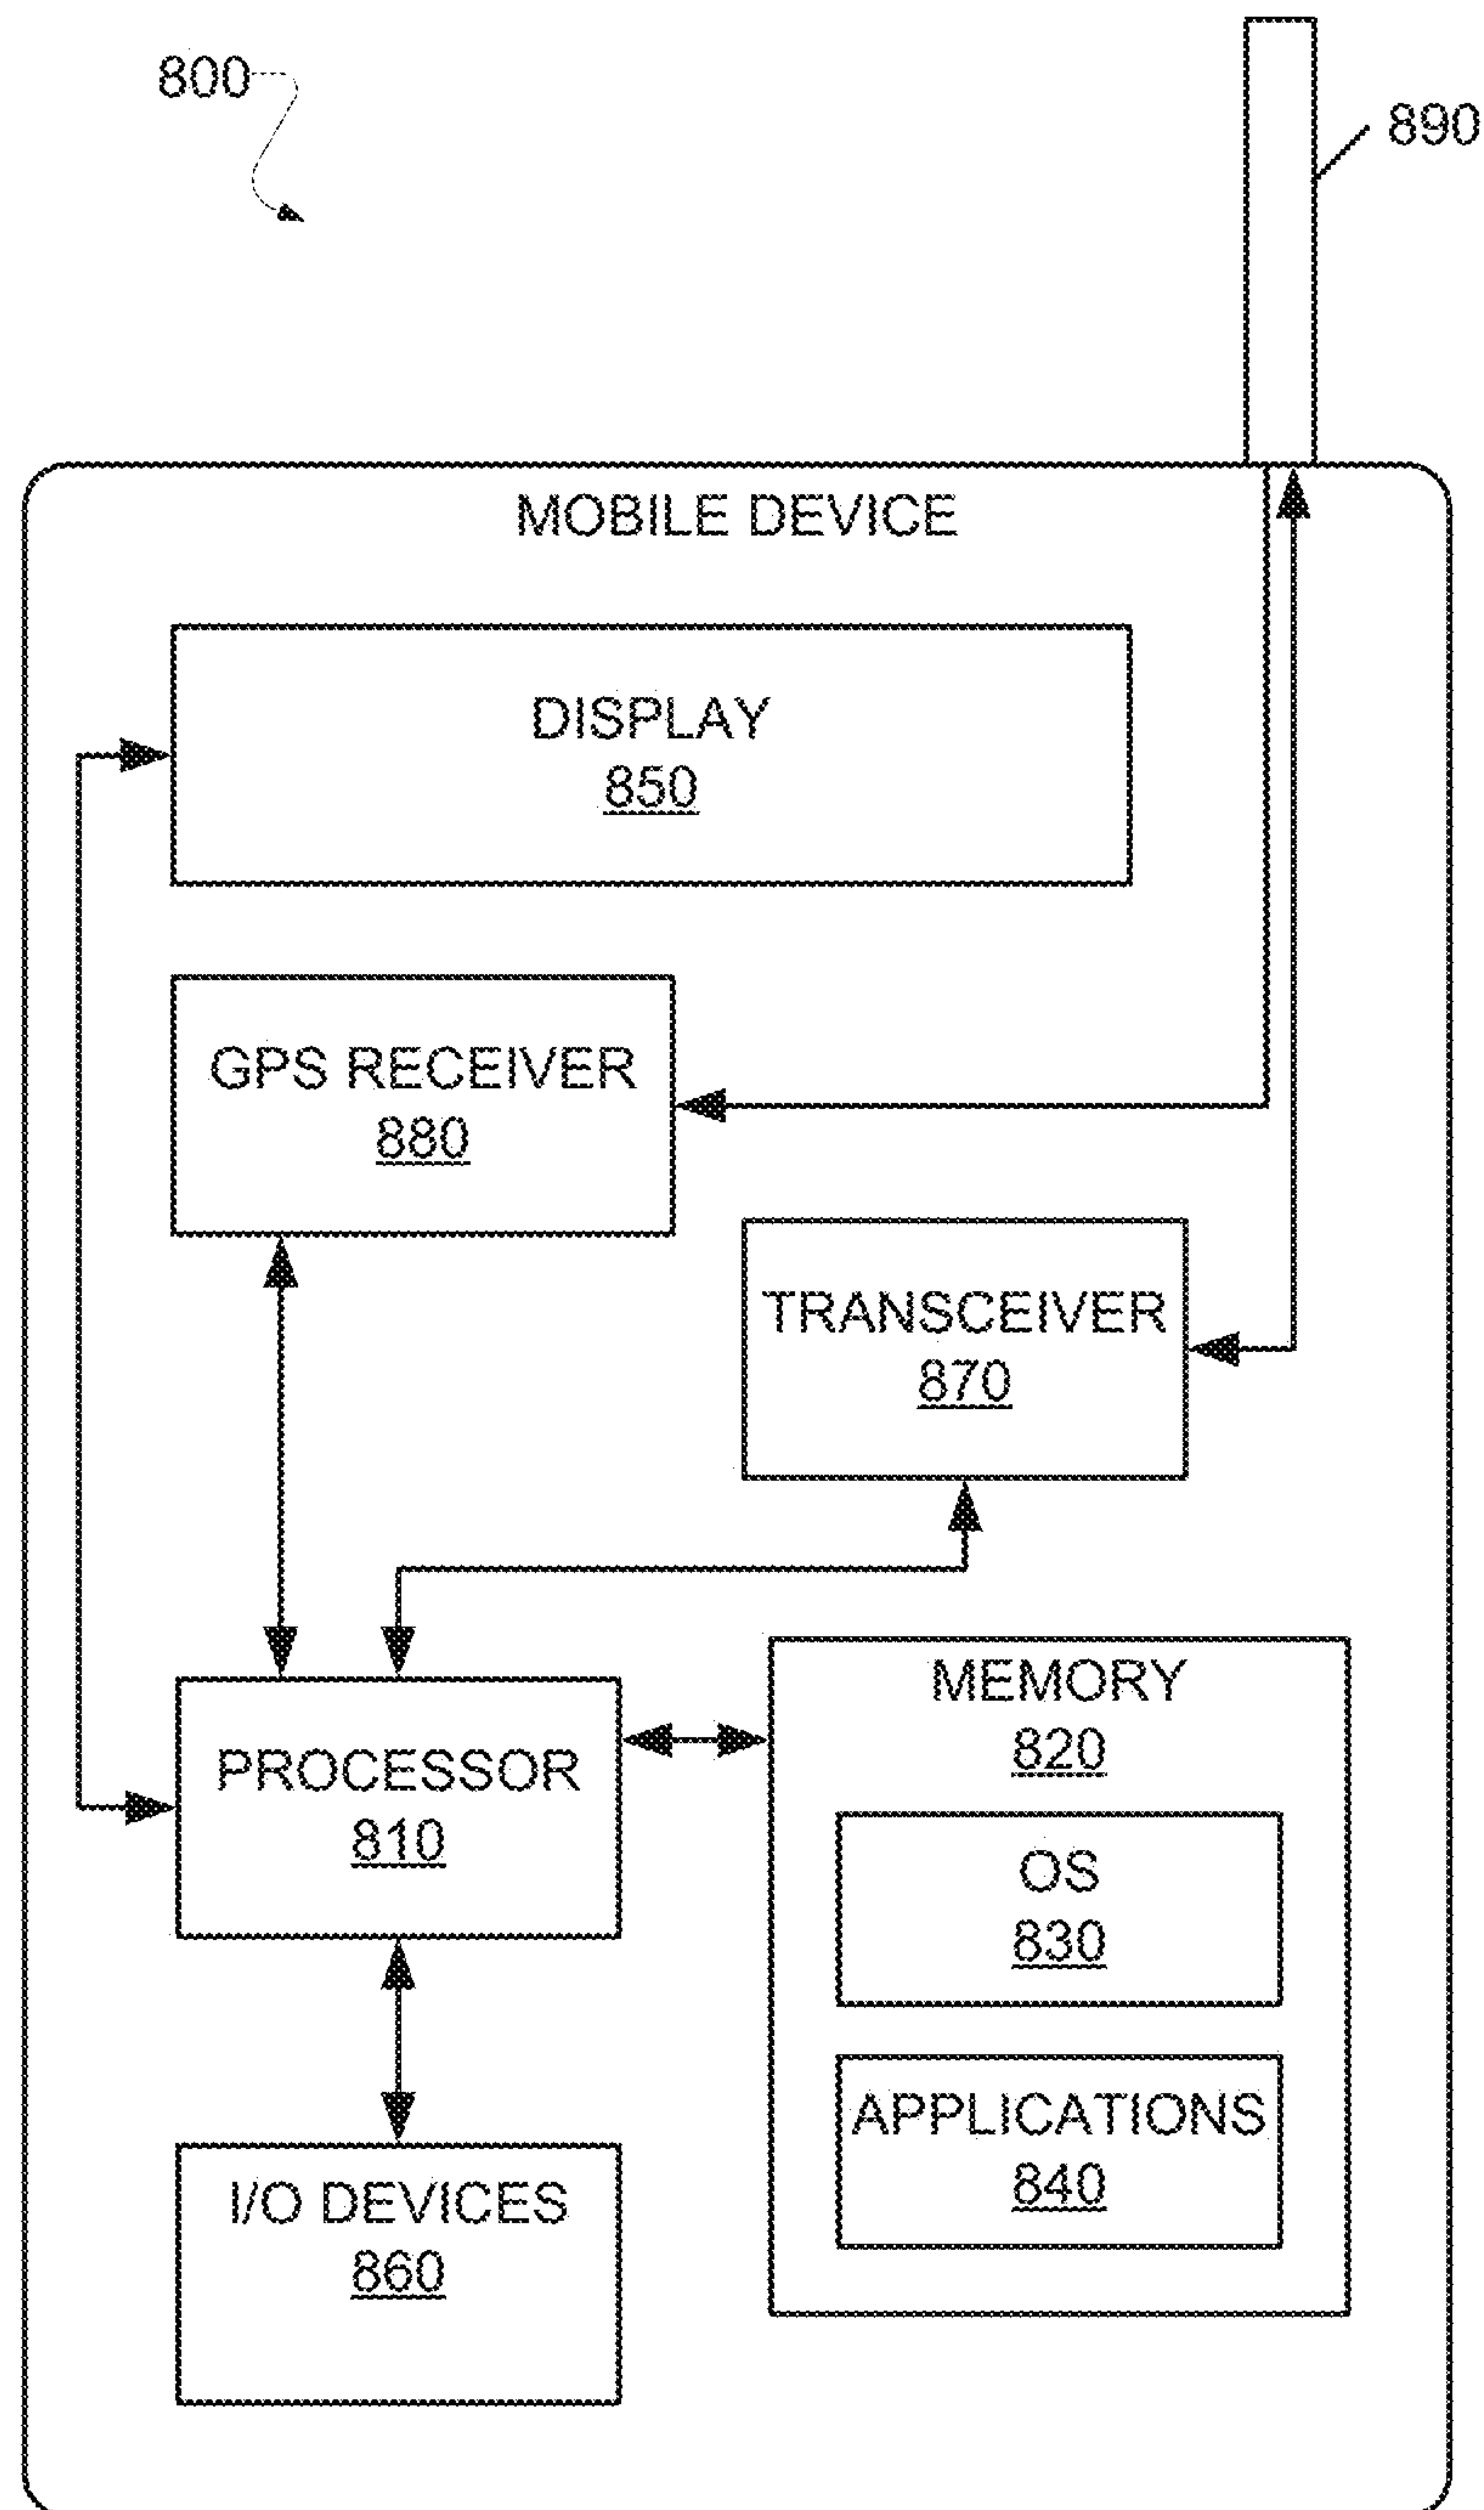 800
890
MOBILE DEVICE
DISPLAY
850
GPS RECEIVER
880
TRANSCEIVER
870
PROCESSOR
810
MEMORY
820
OS
830
APPLICATIONS
840
I/O DEVICES
860